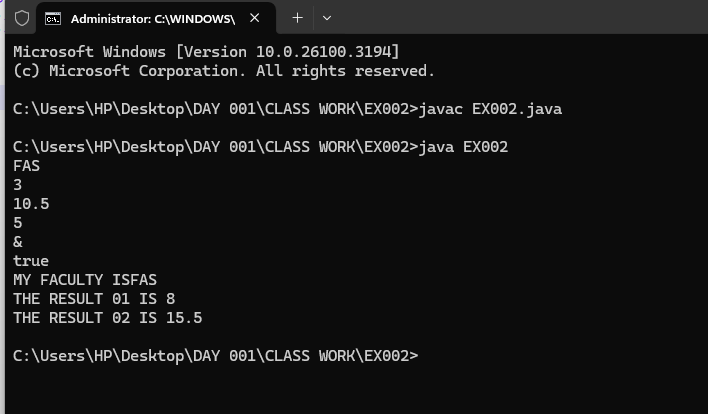 Administrator: C:\WINDOWS\
Microsoft Windows [Version 10.0.26100.3194]
(c) Microsoft Corporation. All rights reserved.
C:\Users\HP\Desktop\DAY 001\CLASS WORK\EX002>javac EX002.java
C:\Users\HP\Desktop\DAY 001\CLASS WORK\EX002>java EX002
FAS
3
10.5
5
&
true
MY FACULTY ISFAS
THE RESULT 01 IS 8
THE RESULT 02 IS 15.5
C:\Users\HP\Desktop\DAY 001\CLASS WORK\EX002>